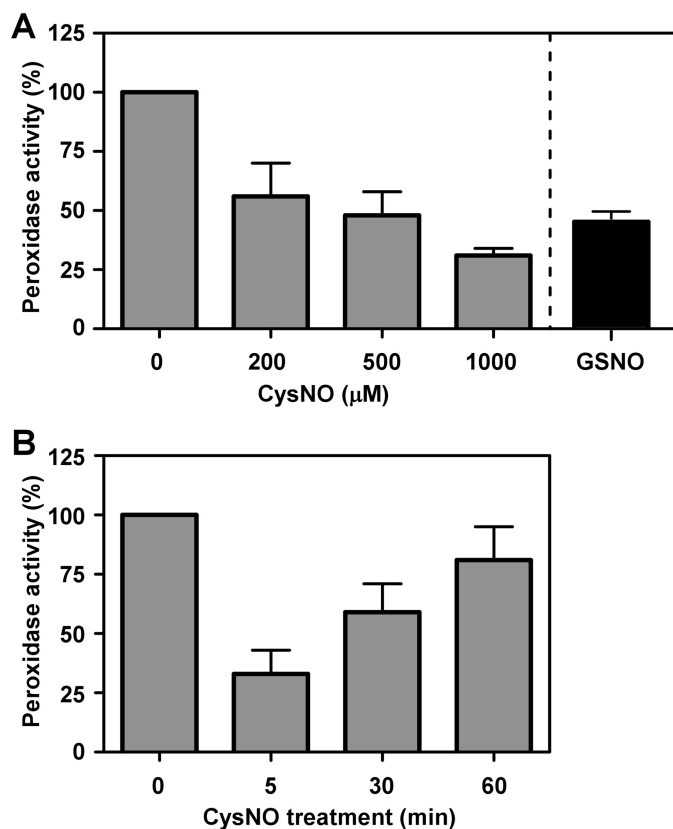 A
Peroxidase activity (%)
125
100
75
50
25
0
0 200 500 1000 GSNO
CysNO (μM)
B
Peroxidase activity (%)
125
100
75
50
25
0
0 5 30 60
CysNO treatment (min)